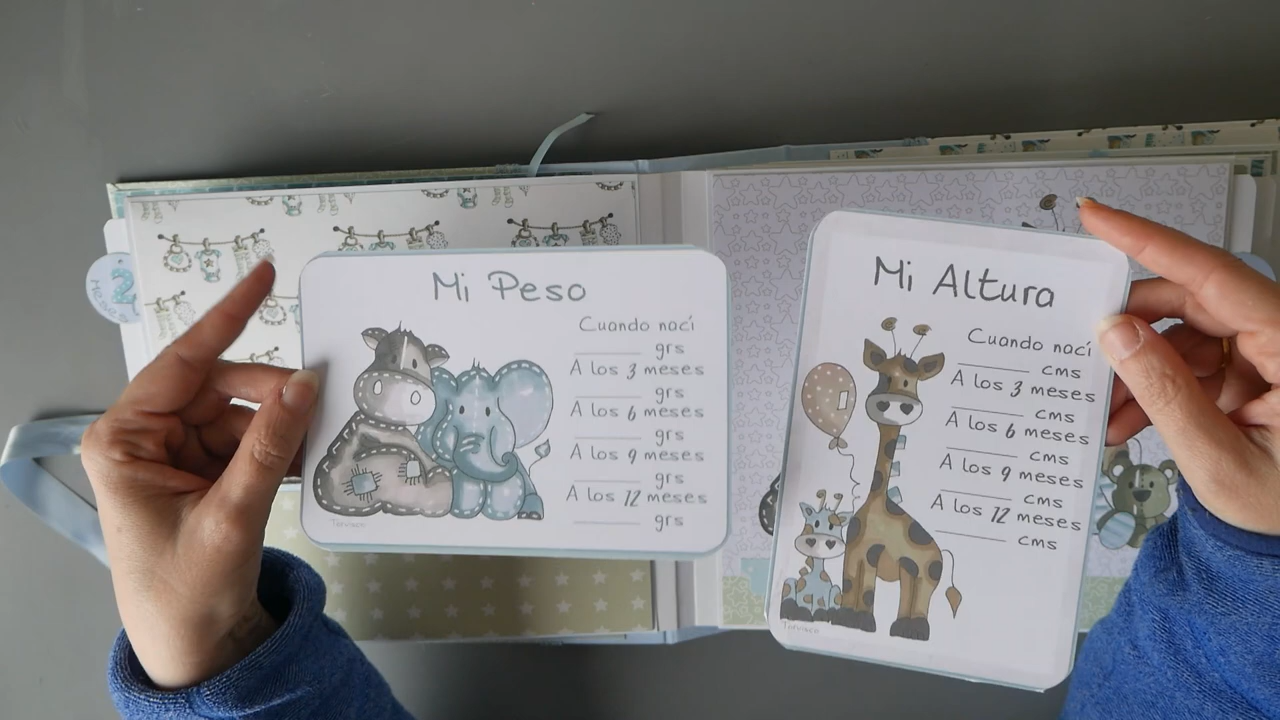 Mi Peso
Cuando nací
grs
A los 3 meses
grs
A los 6 meses
grs
A los 9 meses
grs
A los 12 meses
grs
Mi Altura
Cuando nací
cms
A los 3 meses
cms
A los 6 meses
cms
A los 9 meses
cms
A los 12 meses
cms
2